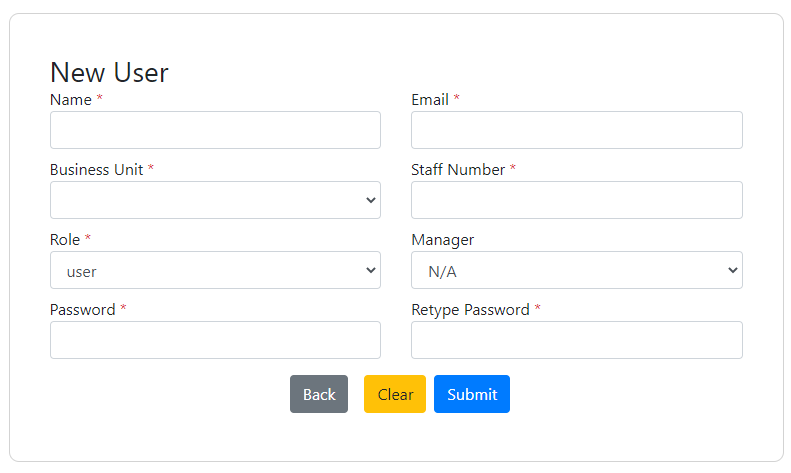 New User
Name *
Email *
Business Unit *
Staff Number *
Role *
Manager
user
N/A
Password *
Retype Password *
Back
Clear
Submit